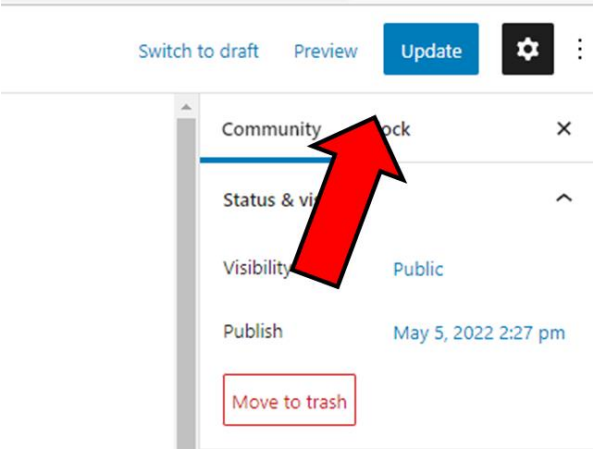 Switch to draft Preview Update
Community ock
Status & vi
Visibility Public
Publish May 5, 2022 2:27 pm
Move to trash